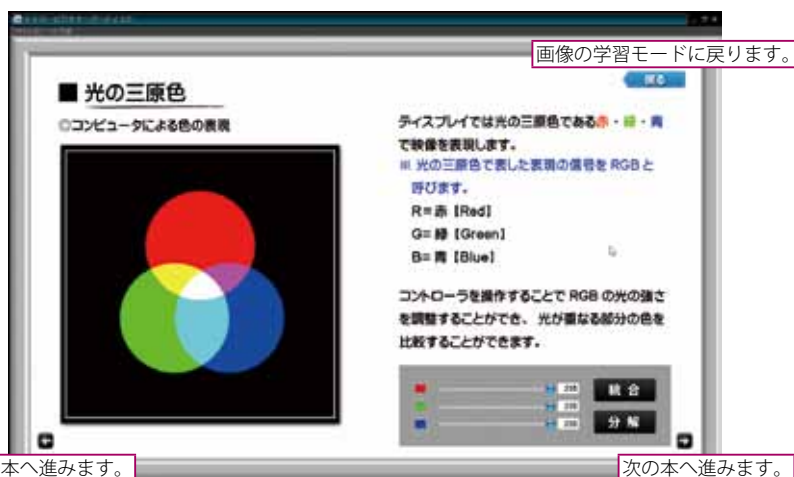 画像の学習モードに戻ります。
戻る
■ 光の三原色
◎コンピュータによる色の表現
ディスプレイでは光の三原色である赤・緑・青
で映像を表現します。
※ 光の三原色で表した表現の信号を RGB と
呼びます。
R=赤【Red】
G=緑【Green】
B=青【Blue】
コントローラを操作することで RGB の光の強さ
を調整することができ、光が重なる部分の色を
比較することができます。
255
統合
255
255
分解
本へ進みます。
次の本へ進みます。